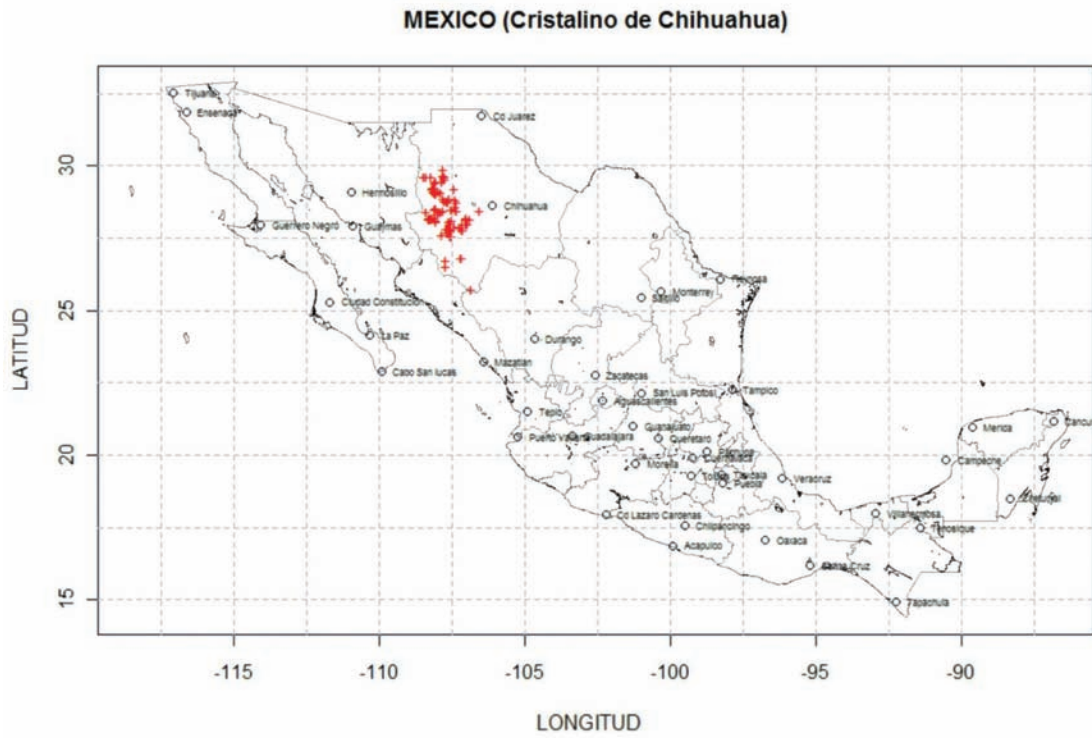 MEXICO (Cristalino de Chihuahua)
Tijuana
Ensenada
Cd Juarez
30
Hermosillo
Chihuahua
Guerrero Negro
Guaymas
Reynosa
Monterrey
Saltillo
25
Ciudad Constitucion
La Paz
Durango
Cabo San lucas
Mazatlan
Zacatecas
San Luis Potosi
Tampico
Aguascalientes
Tepic
Guanajuato
Merida
Cancu
Puerto Vallarta
Guadalajara
Queretaro
20
Pachuca
Morelia
Campeche
Toluca
Tlaxcala
Puebla
Veracruz
Chetumal
Cd Lazaro Cardenas
Villahermosa
Chilpancingo
Tenosique
Acapulco
Oaxaca
Salina Cruz
15
Tapachula
LATITUD
-115
-110
-105
-100
-95
-90
LONGITUD